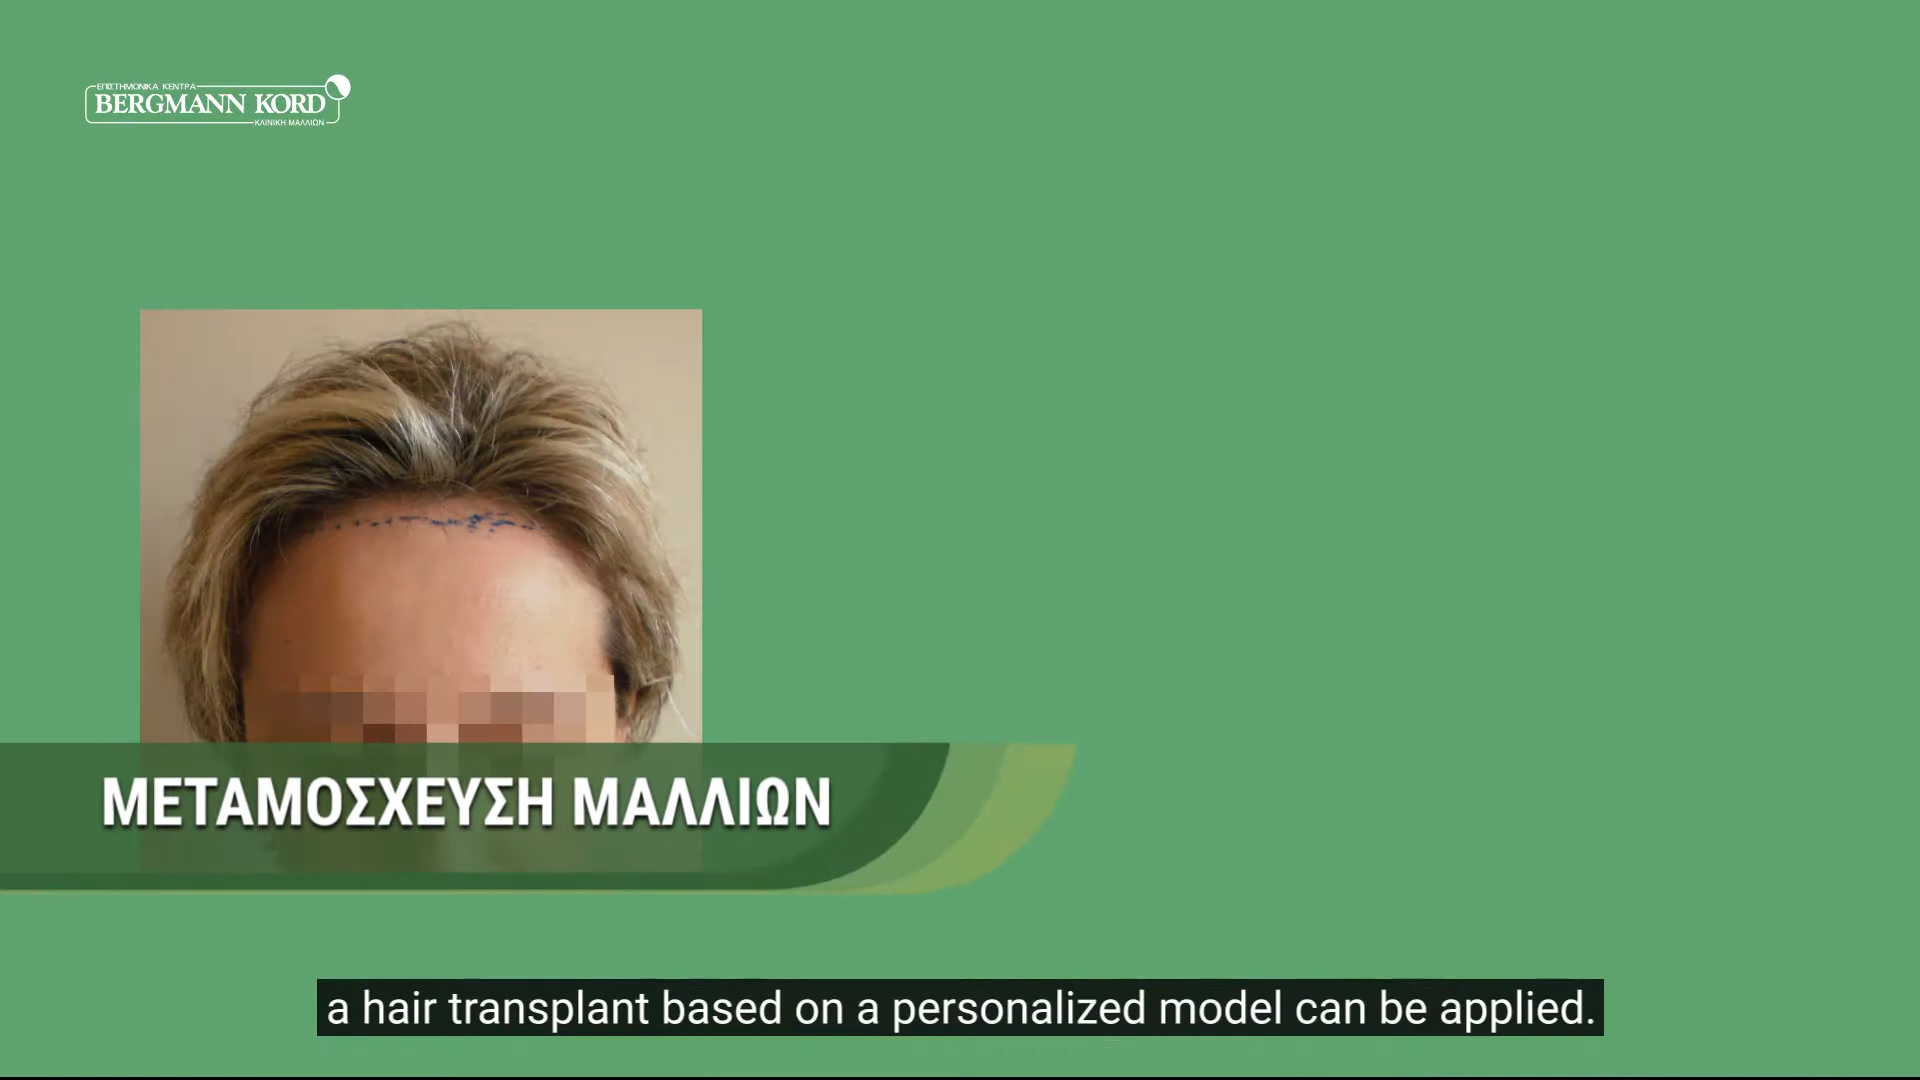 ΕΠΙΣΤΗΜΟΝΙΚΑ ΚΕΝΤΡΑ
BERGMANN KORD
ΚΛΙΝΙΚΗ ΜΑΛΛΙΩΝ
ΜΕΤΑΜΟΣΧΕΥΣΗ ΜΑΛΛΙΩΝ
a hair transplant based on a personalized model can be applied.